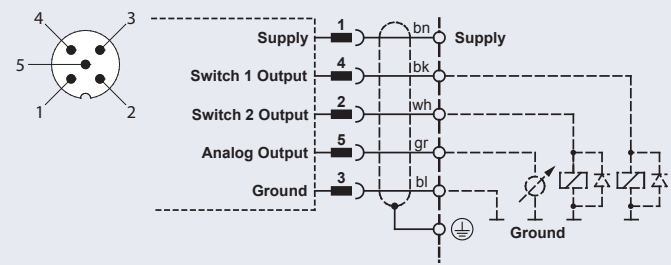 4 3
5
1 2
Supply 1 bn Supply
Switch 1 Output 4 bk
Switch 2 Output 2 wh
Analog Output 5 gr
Ground 3 bl
Ground